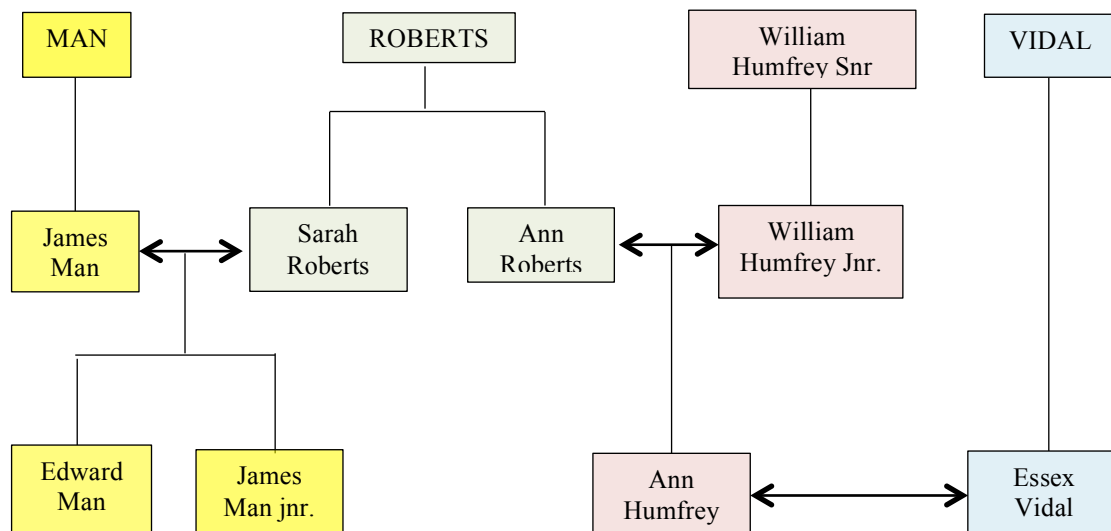 MAN
ROBERTS
William
Humfrey Snr
VIDAL
James
Man
Sarah
Roberts
Ann
Roberts
William
Humfrey Jnr.
Edward
Man
James
Man jnr.
Ann
Humfrey
Essex
Vidal